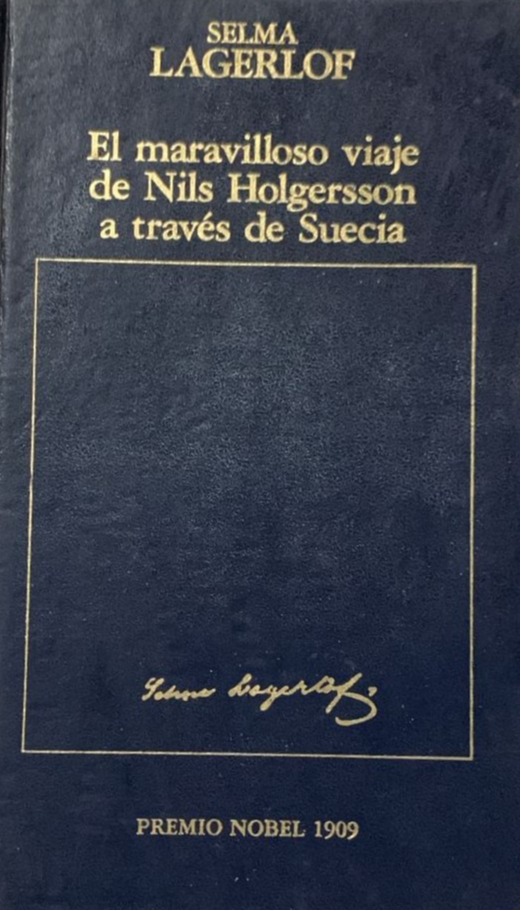 SELMA
LAGERLOF
El maravilloso viaje
de Nils Holgersson
a través de Suecia
Selma Lagerlöf
PREMIO NOBEL 1909